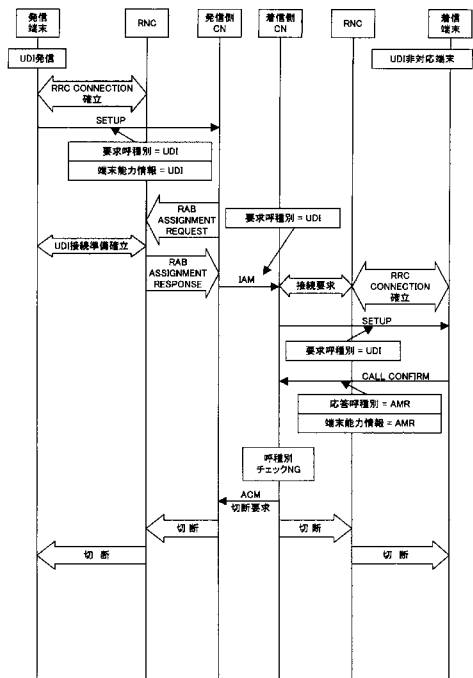 発信
端末
RNC
発信側
CN
着信側
CN
RNC
着信
端末
UDI発信
UDI非対応端末
RRC CONNECTION
確立
SETUP
要求呼種別 = UDI
端末能力情報 = UDI
RAB
ASSIGNMENT
REQUEST
要求呼種別 = UDI
UDI接続準備確立
RAB
ASSIGNMENT
RESPONSE
IAM
接続要求
RRC
CONNECTION
確立
SETUP
要求呼種別 = UDI
CALL CONFIRM
応答呼種別 = AMR
端末能力情報 = AMR
呼種別
チェックNG
ACM
切断要求
切 断
切 断
切 断
切 断